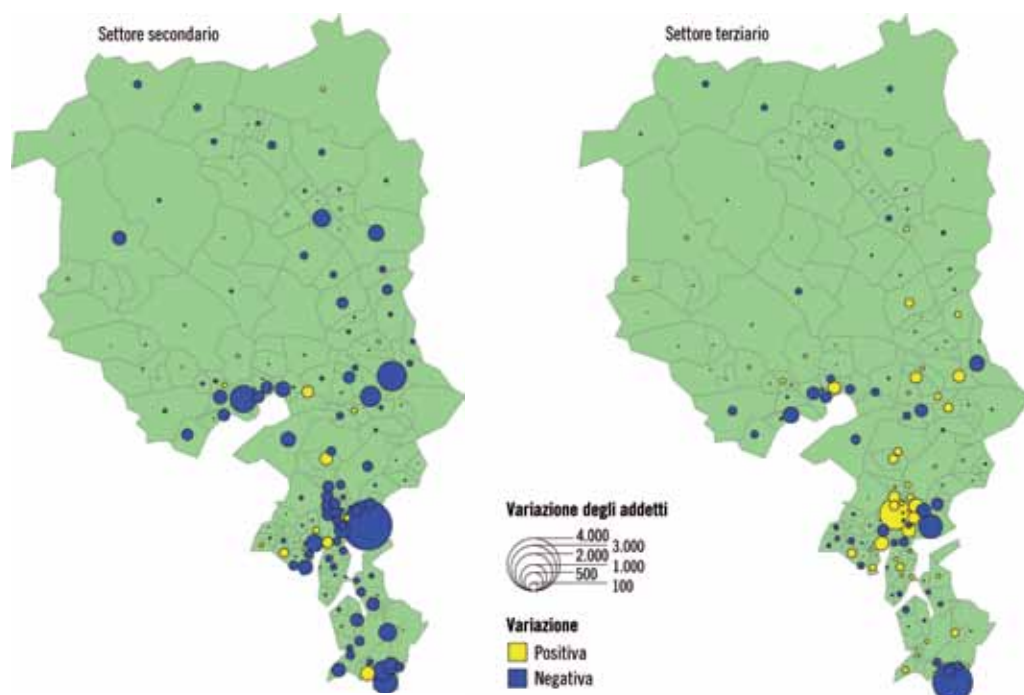 Settore secondario
Settore terziario
Variazione degli addetti
4.000
3.000
2.000
1.000
500
100
Variazione
Positiva
Negativa